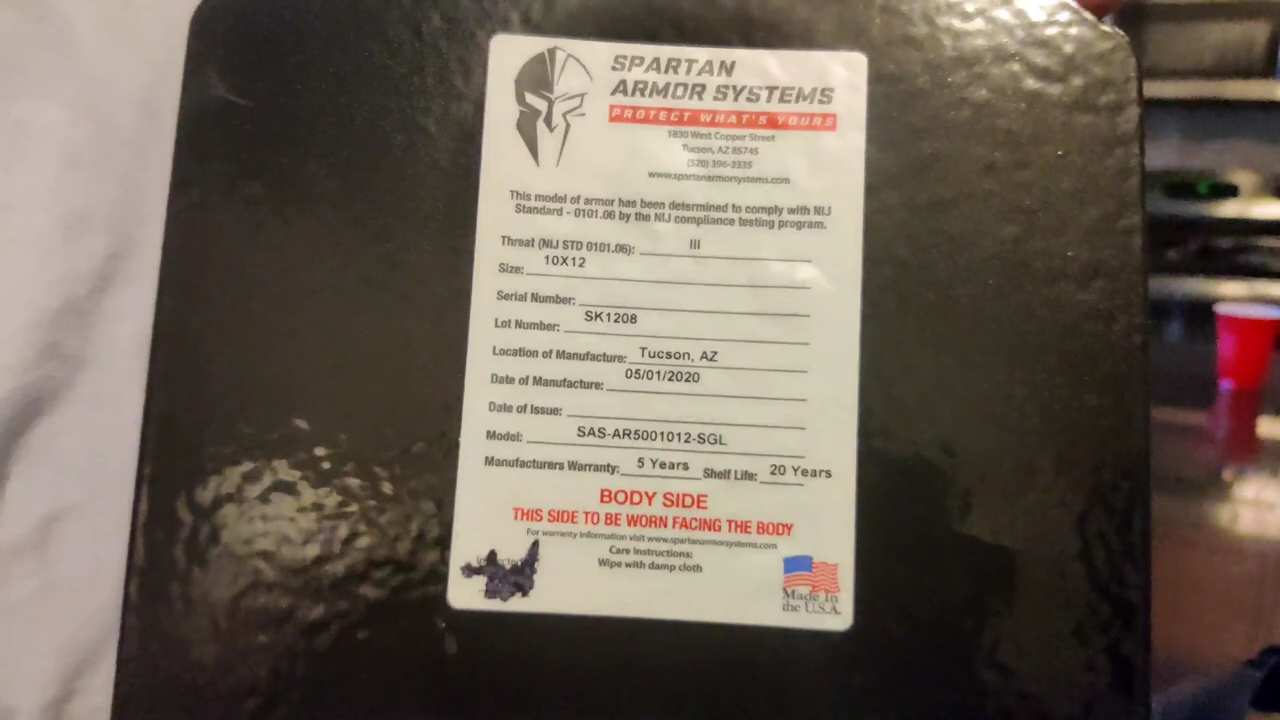 SPARTAN
ARMOR SYSTEMS
PROTECT WHAT'S YOURS
1830 West Copper Street
Tucson, AZ 85745
(520) 396-3335
www.spartanarmorsystems.com
This model of armor has been determined to comply with NIJ
Standard - 0101.06 by the NIJ compliance testing program.
Threat (NIJ STD 0101.06): III
Size: 10X12
Serial Number:
Lot Number: SK1208
Location of Manufacture: Tucson, AZ
Date of Manufacture: 05/01/2020
Date of Issue:
Model: SAS-AR5001012-SGL
Manufacturers Warranty: 5 Years Shelf Life: 20 Years
BODY SIDE
THIS SIDE TO BE WORN FACING THE BODY
For warranty information visit www.spartanarmorsystems.com
Care Instructions:
Wipe with damp cloth
Made In
the U.S.A.